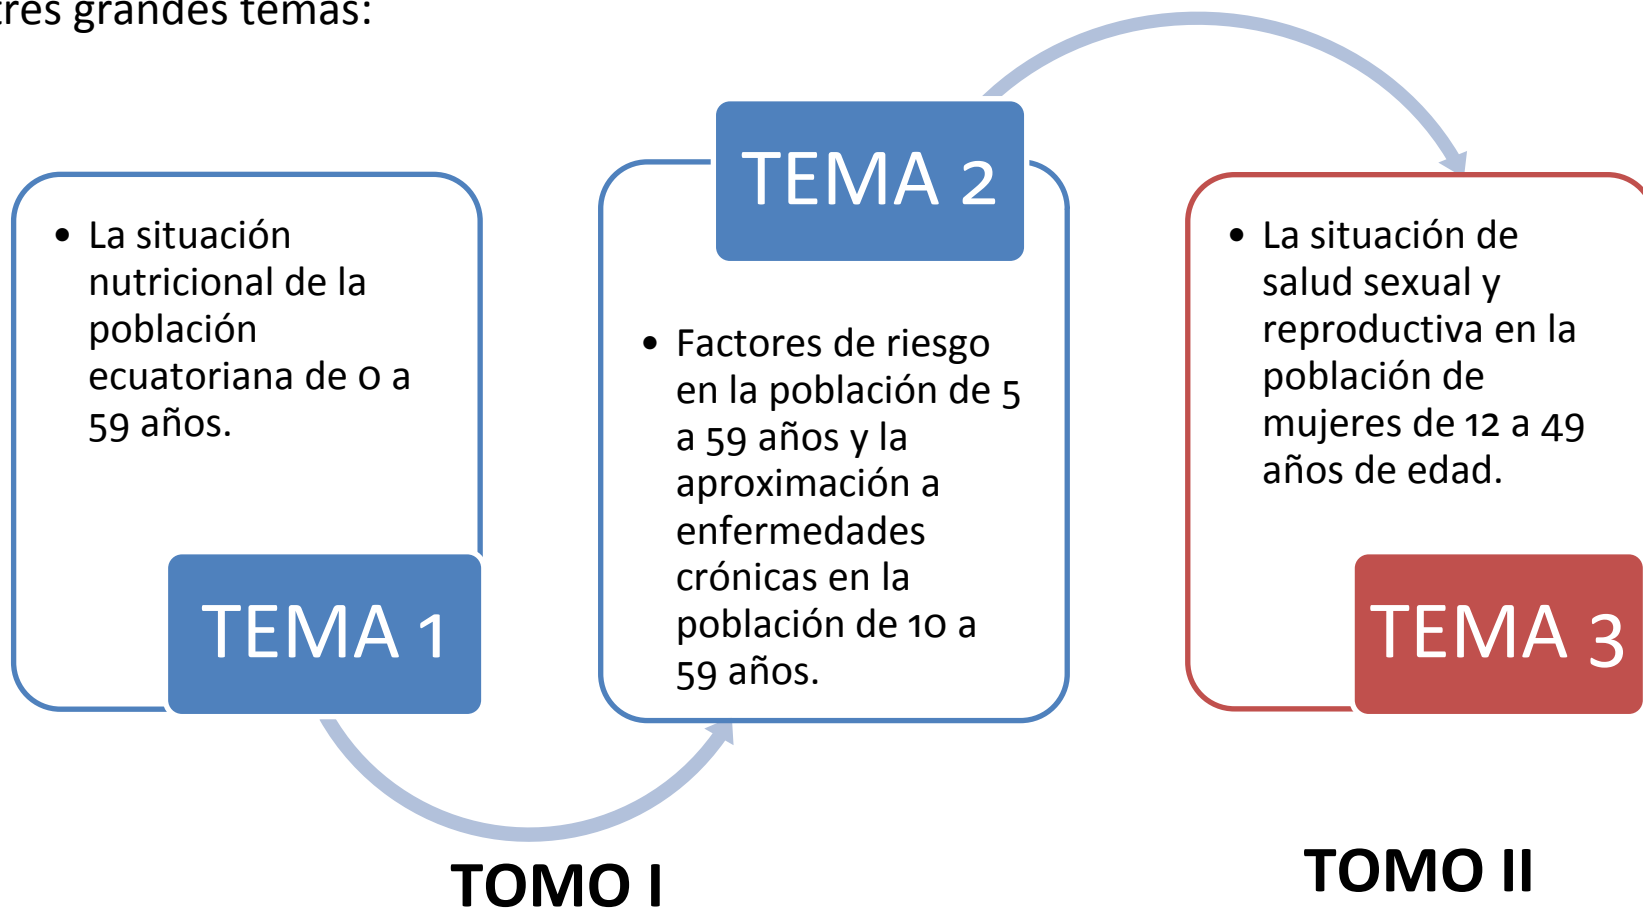 tres grandes temas:
• La situación
nutricional de la
población
ecuatoriana de 0 a
59 años.
TEMA 1
TEMA 2
• Factores de riesgo
en la población de 5
a 59 años y la
aproximación a
enfermedades
crónicas en la
población de 10 a
59 años.
• La situación de
salud sexual y
reproductiva en la
población de
mujeres de 12 a 49
años de edad.
TEMA 3
TOMO I
TOMO II